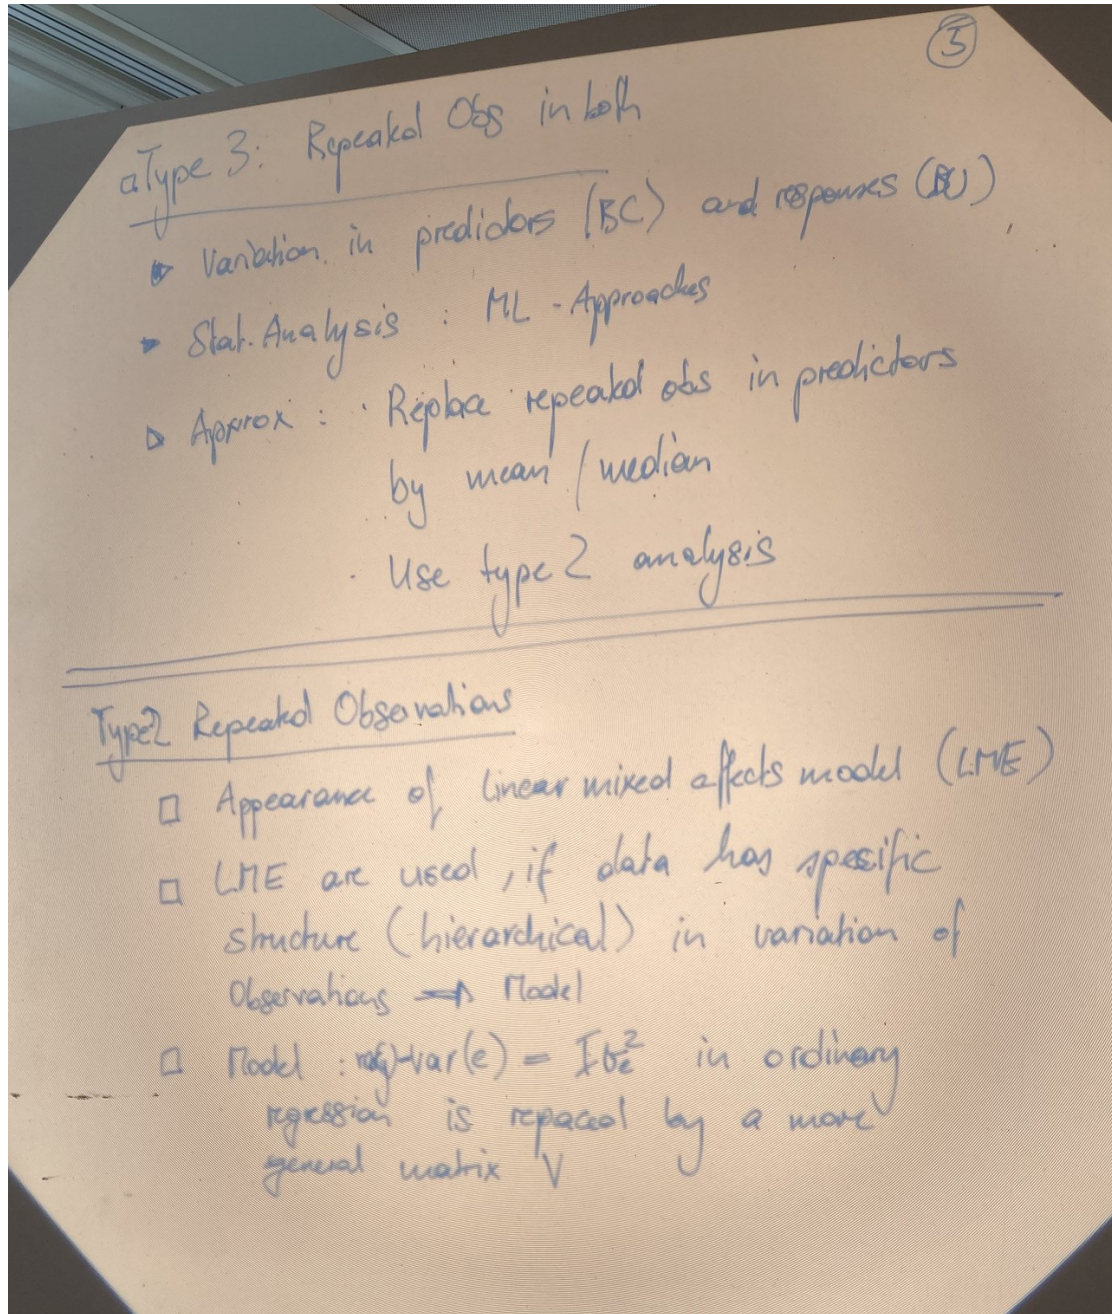 5
Type 3: Repeated Obs in both
Variation in predictors (BC) and responses (BW)
Stat. Analysis : ML - Approaches
Approx : · Replace repeated obs in predictors
by mean / median
· Use type 2 analysis
Type 2 Repeated Observations
Appearance of linear mixed effects model (LME)
LME are used, if data has spesific
structure (hierarchical) in variation of
Observations → Model
Model : var(e) = Iσe² in ordinary
regression is repaced by a more
general matrix V